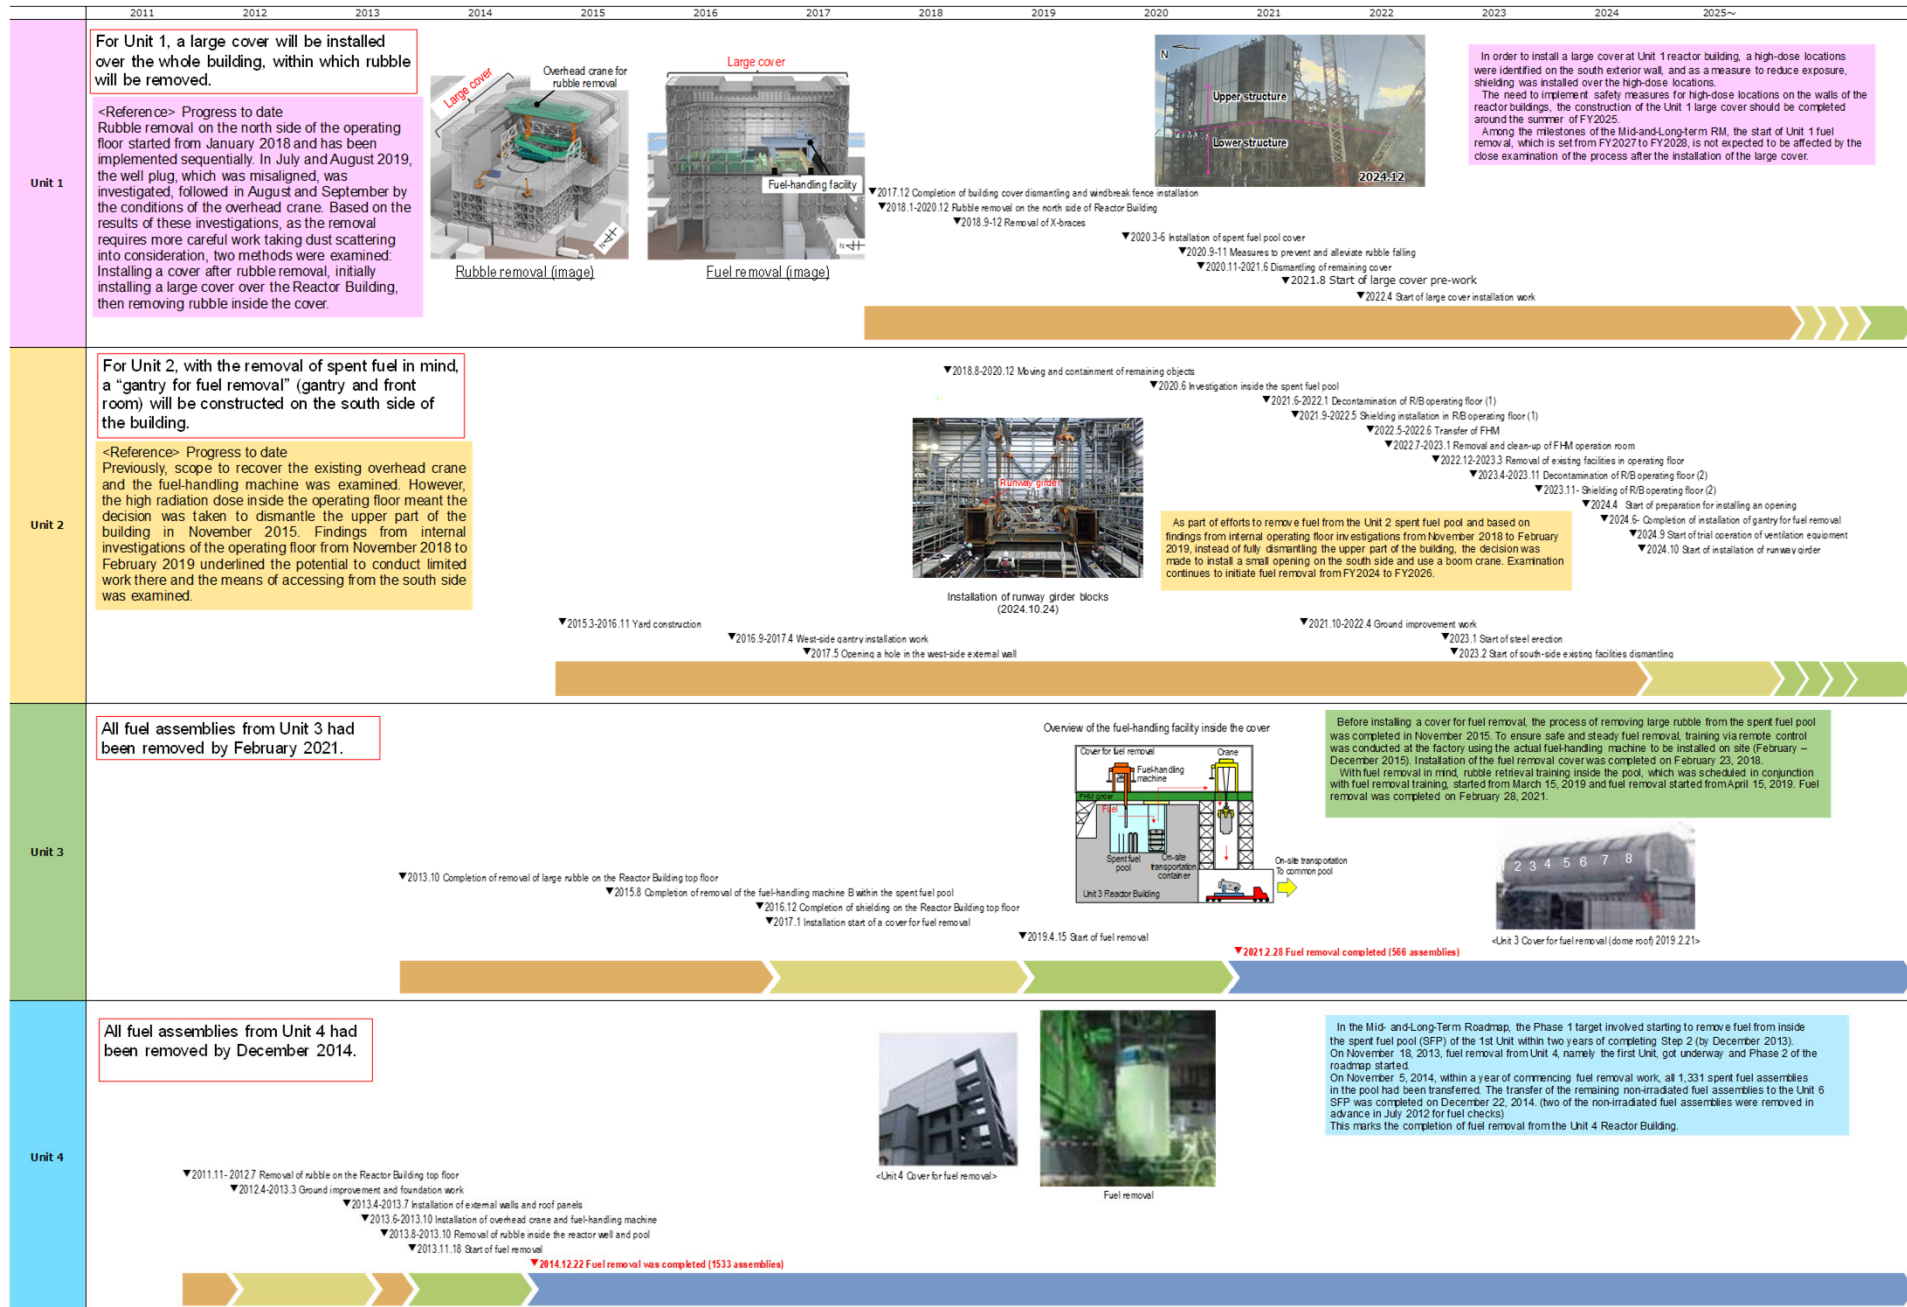 2011 2012 2013 2014 2015 2016 2017 2018 2019 2020 2021 2022 2023 2024 2025～
Unit 1
For Unit 1, a large cover will be installed
over the whole building, within which rubble
will be removed.
<Reference> Progress to date
Rubble removal on the north side of the operating
floor started from January 2018 and has been
implemented sequentially. In July and August 2019,
the well plug, which was misaligned, was
investigated, followed in August and September by
the conditions of the overhead crane. Based on the
results of these investigations, as the removal
requires more careful work taking dust scattering
into consideration, two methods were examined:
Installing a cover after rubble removal, initially
installing a large cover over the Reactor Building,
then removing rubble inside the cover.
Large cover
Overhead crane for
rubble removal
N
Rubble removal (image)
Large cover
Fuel-handling facility
N
Fuel removal (image)
N
Upper structure
Lower structure
2024.12
In order to install a large cover at Unit 1 reactor building, a high-dose locations
were identified on the south exterior wall, and as a measure to reduce exposure,
shielding was installed over the high-dose locations.
The need to implement safety measures for high-dose locations on the walls of the
reactor buildings, the construction of the Unit 1 large cover should be completed
around the summer of FY2025.
Among the milestones of the Mid-and-Long-term RM, the start of Unit 1 fuel
removal, which is set from FY2027 to FY2028, is not expected to be affected by the
close examination of the process after the installation of the large cover.
▼2017.12 Completion of building cover dismantling and windbreak fence installation
▼2018.1-2020.12 Rubble removal on the north side of Reactor Building
▼2018.9-12 Removal of X-braces
▼2020.3-6 Installation of spent fuel pool cover
▼2020.9-11 Measures to prevent and alleviate rubble falling
▼2020.11-2021.6 Dismantling of remaining cover
▼2021.8 Start of large cover pre-work
▼2022.4 Start of large cover installation work
Unit 2
For Unit 2, with the removal of spent fuel in mind,
a “gantry for fuel removal” (gantry and front
room) will be constructed on the south side of
the building.
<Reference> Progress to date
Previously, scope to recover the existing overhead crane
and the fuel-handling machine was examined. However,
the high radiation dose inside the operating floor meant the
decision was taken to dismantle the upper part of the
building in November 2015. Findings from internal
investigations of the operating floor from November 2018 to
February 2019 underlined the potential to conduct limited
work there and the means of accessing from the south side
was examined.
▼2018.8-2020.12 Moving and containment of remaining objects
▼2020.6 Investigation inside the spent fuel pool
▼2021.6-2022.1 Decontamination of R/B operating floor (1)
▼2021.9-2022.5 Shielding installation in R/B operating floor (1)
▼2022.5-2022.6 Transfer of FHM
▼2022.7-2023.1 Removal and clean-up of FHM operation room
▼2022.12-2023.3 Removal of existing facilities in operating floor
▼2023.4-2023.11 Decontamination of R/B operating floor (2)
▼2023.11- Shielding of R/B operating floor (2)
▼2024.4 Start of preparation for installing an opening
▼2024.6- Completion of installation of gantry for fuel removal
▼2024.9 Start of trial operation of ventilation equipment
▼2024.10 Start of installation of runway girder
Runway girder
Installation of runway girder blocks
(2024.10.24)
As part of efforts to remove fuel from the Unit 2 spent fuel pool and based on
findings from internal operating floor investigations from November 2018 to February
2019, instead of fully dismantling the upper part of the building, the decision was
made to install a small opening on the south side and use a boom crane. Examination
continues to initiate fuel removal from FY2024 to FY2026.
▼2015.3-2016.11 Yard construction
▼2016.9-2017.4 West-side gantry installation work
▼2017.5 Opening a hole in the west-side external wall
▼2021.10-2022.4 Ground improvement work
▼2023.1 Start of steel erection
▼2023.2 Start of south-side existing facilities dismantling
Unit 3
All fuel assemblies from Unit 3 had
been removed by February 2021.
Overview of the fuel-handling facility inside the cover
Cover for fuel removal
Crane
Fuel-handling
machine
FHM girder
Fuel
Spent fuel
pool
On-site
transportation
container
Unit 3 Reactor Building
On-site transportation
To common pool
Before installing a cover for fuel removal, the process of removing large rubble from the spent fuel pool
was completed in November 2015. To ensure safe and steady fuel removal, training via remote control
was conducted at the factory using the actual fuel-handling machine to be installed on site (February –
December 2015). Installation of the fuel removal cover was completed on February 23, 2018.
With fuel removal in mind, rubble retrieval training inside the pool, which was scheduled in conjunction
with fuel removal training, started from March 15, 2019 and fuel removal started from April 15, 2019. Fuel
removal was completed on February 28, 2021.
1 2 3 4 5 6 7 8
<Unit 3 Cover for fuel removal (dome roof) 2019.2.21>
▼2013.10 Completion of removal of large rubble on the Reactor Building top floor
▼2015.8 Completion of removal of the fuel-handling machine B within the spent fuel pool
▼2016.12 Completion of shielding on the Reactor Building top floor
▼2017.1 Installation start of a cover for fuel removal
▼2019.4.15 Start of fuel removal
▼2021.2.28 Fuel removal completed (566 assemblies)
Unit 4
All fuel assemblies from Unit 4 had
been removed by December 2014.
<Unit 4 Cover for fuel removal>
Fuel removal
In the Mid- and-Long-Term Roadmap, the Phase 1 target involved starting to remove fuel from inside
the spent fuel pool (SFP) of the 1st Unit within two years of completing Step 2 (by December 2013).
On November 18, 2013, fuel removal from Unit 4, namely the first Unit, got underway and Phase 2 of the
roadmap started.
On November 5, 2014, within a year of commencing fuel removal work, all 1,331 spent fuel assemblies
in the pool had been transferred. The transfer of the remaining non-irradiated fuel assemblies to the Unit 6
SFP was completed on December 22, 2014. (two of the non-irradiated fuel assemblies were removed in
advance in July 2012 for fuel checks)
This marks the completion of fuel removal from the Unit 4 Reactor Building.
▼2011.11- 2012.7 Removal of rubble on the Reactor Building top floor
▼2012.4-2013.3 Ground improvement and foundation work
▼2013.4-2013.7 Installation of external walls and roof panels
▼2013.6-2013.10 Installation of overhead crane and fuel-handling machine
▼2013.8-2013.10 Removal of rubble inside the reactor well and pool
▼2013.11.18 Start of fuel removal
▼2014.12.22 Fuel removal was completed (1533 assemblies)